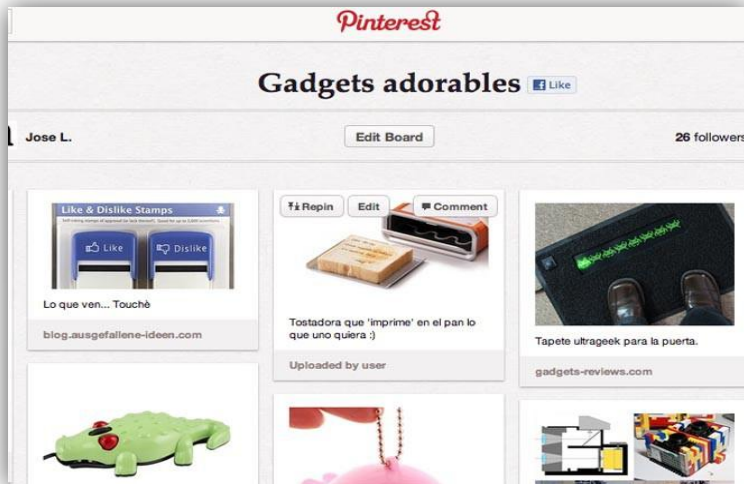 Pinterest
Gadgets adorables
Like
Jose L.
Edit Board
26 followers
Like & Dislike Stamps
Like
Dislike
Lo que ven... Touchè
blog.ausgefallene-ideen.com
Repin
Edit
Comment
Tostadora que 'imprime' en el pan lo
que uno quiera :)
Uploaded by user
Tapete ultrageek para la puerta.
gadgets-reviews.com